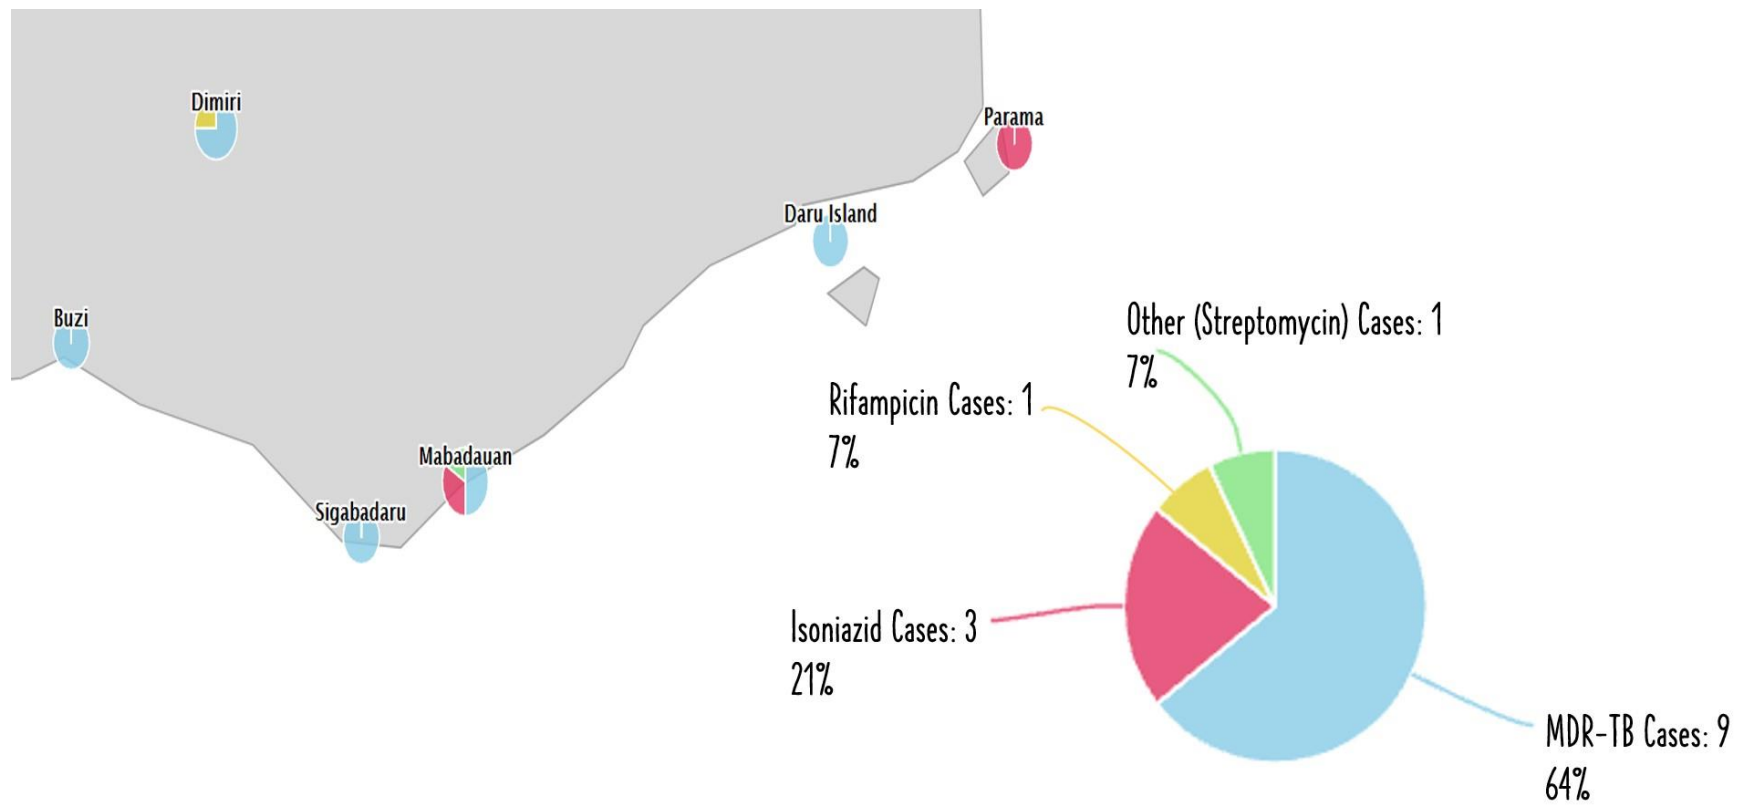 Dimiri
Parama
Daru Island
Buzi
Mabadauan
Sigabadaru
Other (Streptomycin) Cases: 1
7%
Rifampicin Cases: 1
7%
Isoniazid Cases: 3
21%
MDR-TB Cases: 9
64%